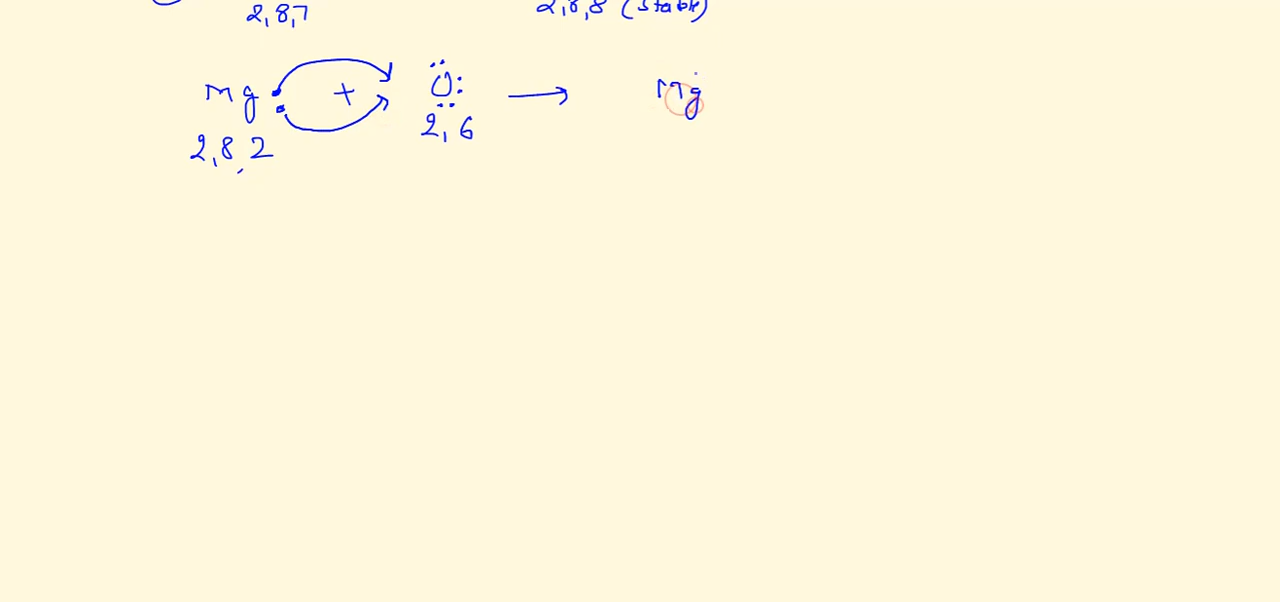 2,8,7 2,8,8 (Stable)
Mg : + Ö: → Mg
2,8,2 2,6